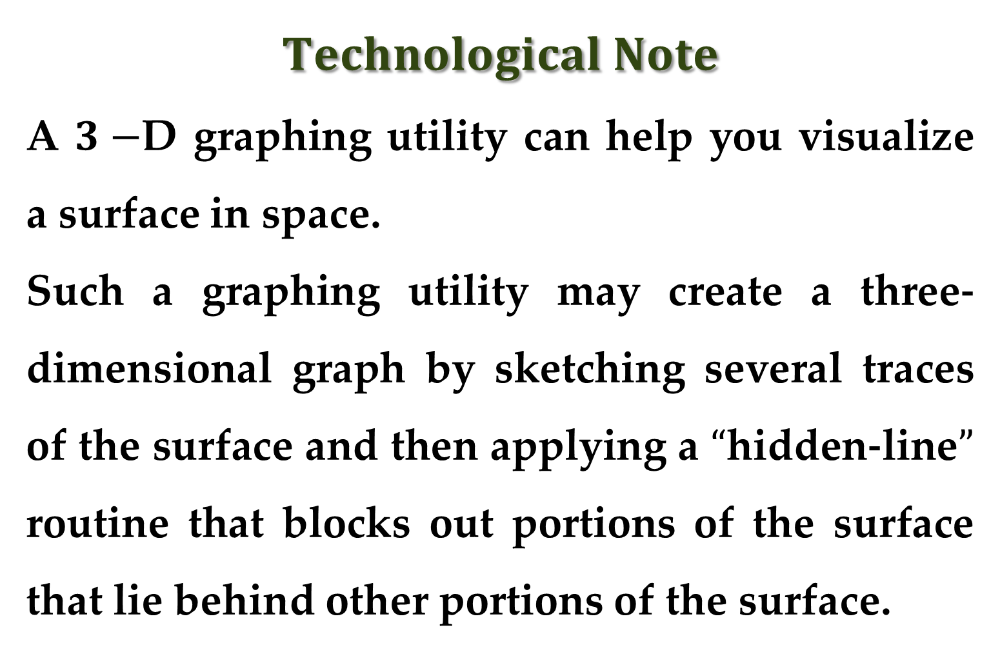 Technological Note
A 3 −D graphing utility can help you visualize
a surface in space.
Such a graphing utility may create a three-
dimensional graph by sketching several traces
of the surface and then applying a “hidden-line”
routine that blocks out portions of the surface
that lie behind other portions of the surface.